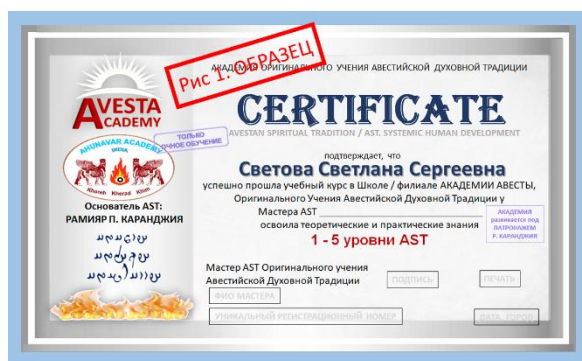 Рис 1. ОБРАЗЕЦ
АКАДЕМИЯ ОРИГИНАЛЬНОГО УЧЕНИЯ АВЕСТИЙСКОЙ ДУХОВНОЙ ТРАДИЦИИ
AVESTA
ACADEMY
CERTIFICATE
AVESTAN SPIRITUAL TRADITION / AST. SYSTEMIC HUMAN DEVELOPMENT
ТОЛЬКО
ОЧНОЕ ОБУЧЕНИЕ
AHUNAVAR ACADEMY
INDIA
Khoreh Kherad Kham
подтверждает, что
Светова Светлана Сергеевна
успешно прошла учебный курс в Школе / филиале АКАДЕМИИ АВЕСТЫ,
Оригинального Учения Авестийской Духовной Традиции у
Мастера AST
освоила теоретические и практические знания
1 - 5 уровни AST
АКАДЕМИЯ
развивается под
ПАТРОНАЖЕМ
Р. КАРАНДЖИЯ
Основатель AST:
РАМИЯР П. КАРАНДЖИЯ
Мастер AST Оригинального учения
Авестийской Духовной Традиции
ПОДПИСЬ
ПЕЧАТЬ
ФИО МАСТЕРА
УНИКАЛЬНЫЙ РЕГИСТРАЦИОННЫЙ НОМЕР
ДАТА, ГОРОД